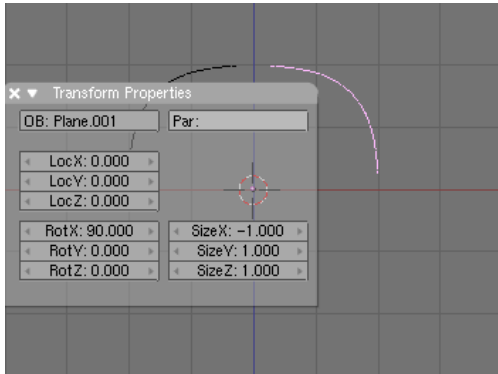 Transform Properties
OB: Plane.001 Par:
LocX: 0.000
LocY: 0.000
LocZ: 0.000
RotX: 90.000 SizeX: -1.000
RotY: 0.000 SizeY: 1.000
RotZ: 0.000 SizeZ: 1.000